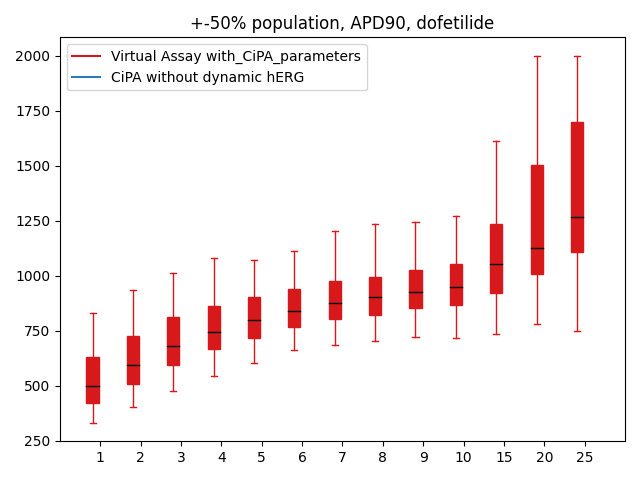 +-50% population, APD90, dofetilide
Virtual Assay with_CiPA_parameters
CiPA without dynamic hERG
2000
1750
1500
1250
1000
750
500
250
1 2 3 4 5 6 7 8 9 10 15 20 25